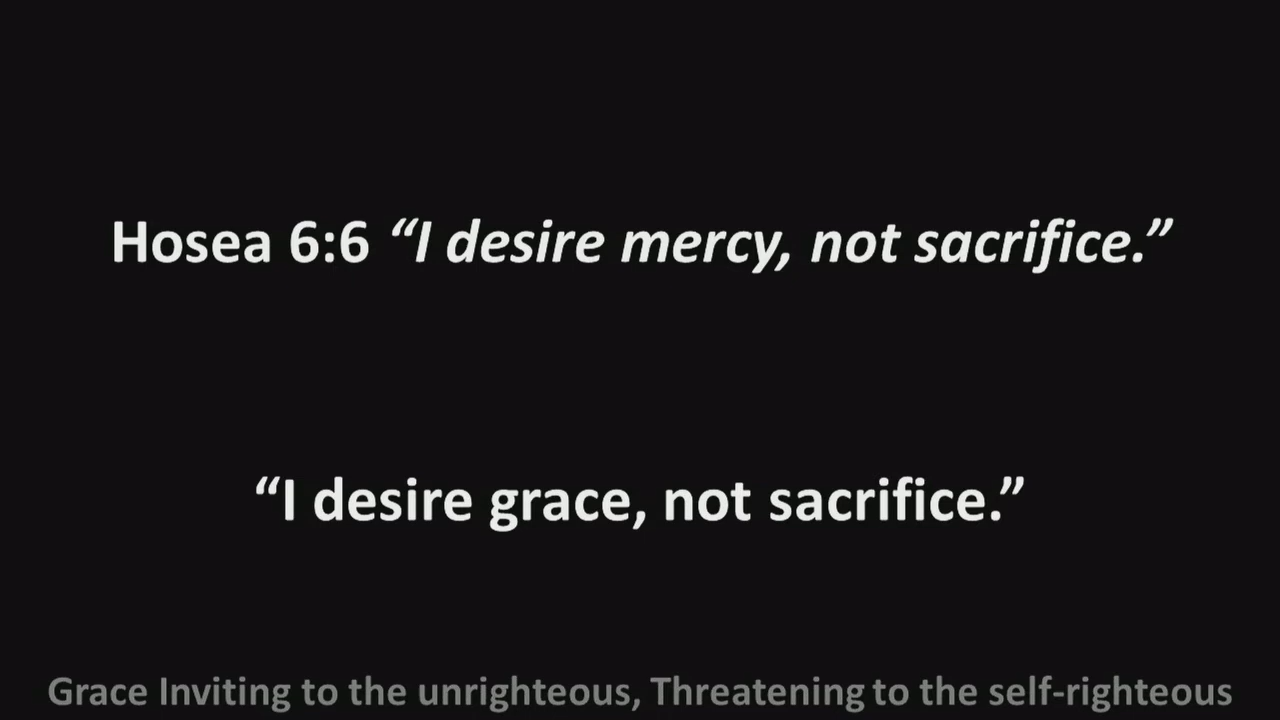 Hosea 6:6 “I desire mercy, not sacrifice.”
“I desire grace, not sacrifice.”
Grace Inviting to the unrighteous, Threatening to the self-righteous